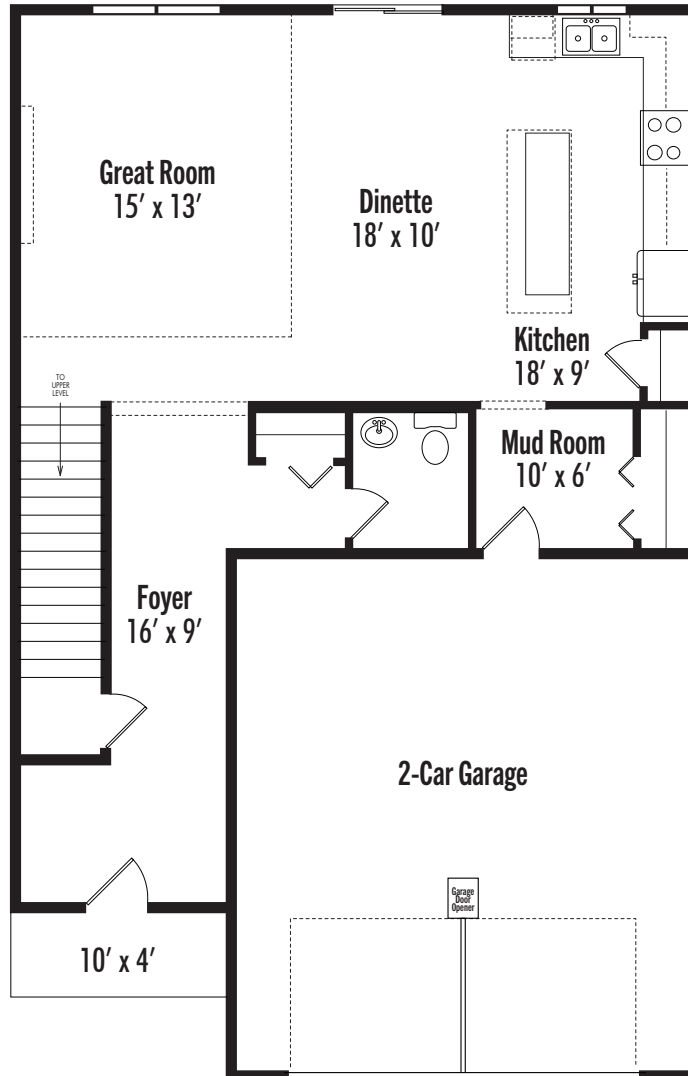 Great Room
15′ x 13′
Dinette
18′ x 10′
Kitchen
18′ x 9′
TO
UPPER
LEVEL
Mud Room
10′ x 6′
Foyer
16′ x 9′
2-Car Garage
Garage
Door
Opener
10′ x 4′